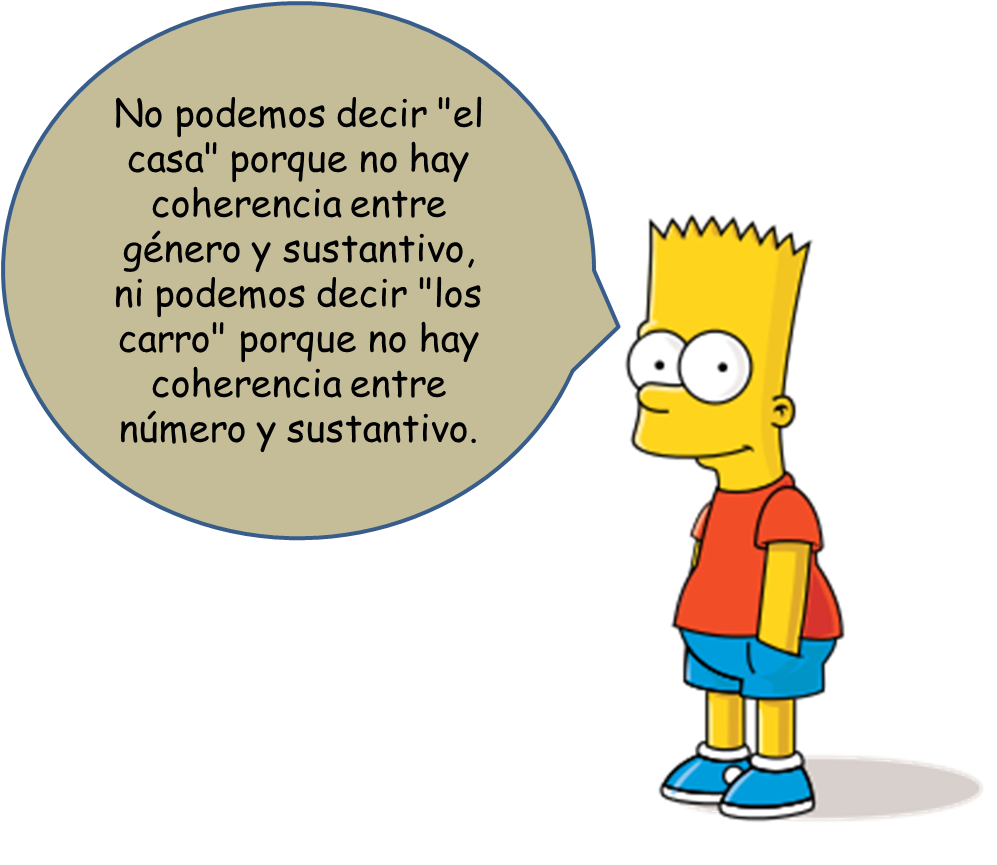 No podemos decir "el
casa" porque no hay
coherencia entre
género y sustantivo,
ni podemos decir "los
carro" porque no hay
coherencia entre
número y sustantivo.